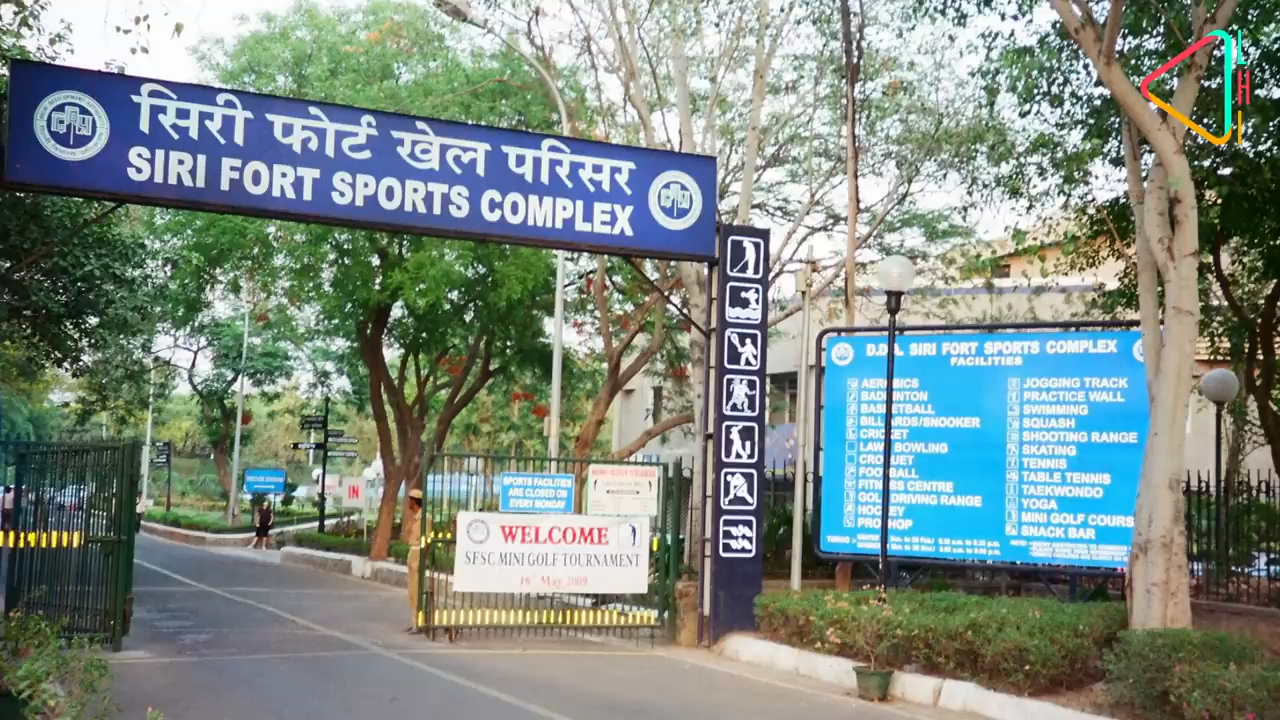 सिरी फोर्ट खेल परिसर
SIRI FORT SPORTS COMPLEX
D.D.A. SIRI FORT SPORTS COMPLEX
FACILITIES
AEROBICS
BADMINTON
BASKETBALL
BILLIARDS/SNOOKER
CRICKET
LAWN BOWLING
CROQUET
FOOTBALL
FITNESS CENTRE
GOLF DRIVING RANGE
HOCKEY
PRO SHOP
JOGGING TRACK
PRACTICE WALL
SWIMMING
SQUASH
SHOOTING RANGE
SKATING
TENNIS
TABLE TENNIS
TAEKWONDO
YOGA
MINI GOLF COURS
SNACK BAR
SPORTS FACILITIES
ARE CLOSED ON
EVERY MONDAY
WELCOME
SFSC MINI GOLF TOURNAMENT
16 May 2009
IN
LHI